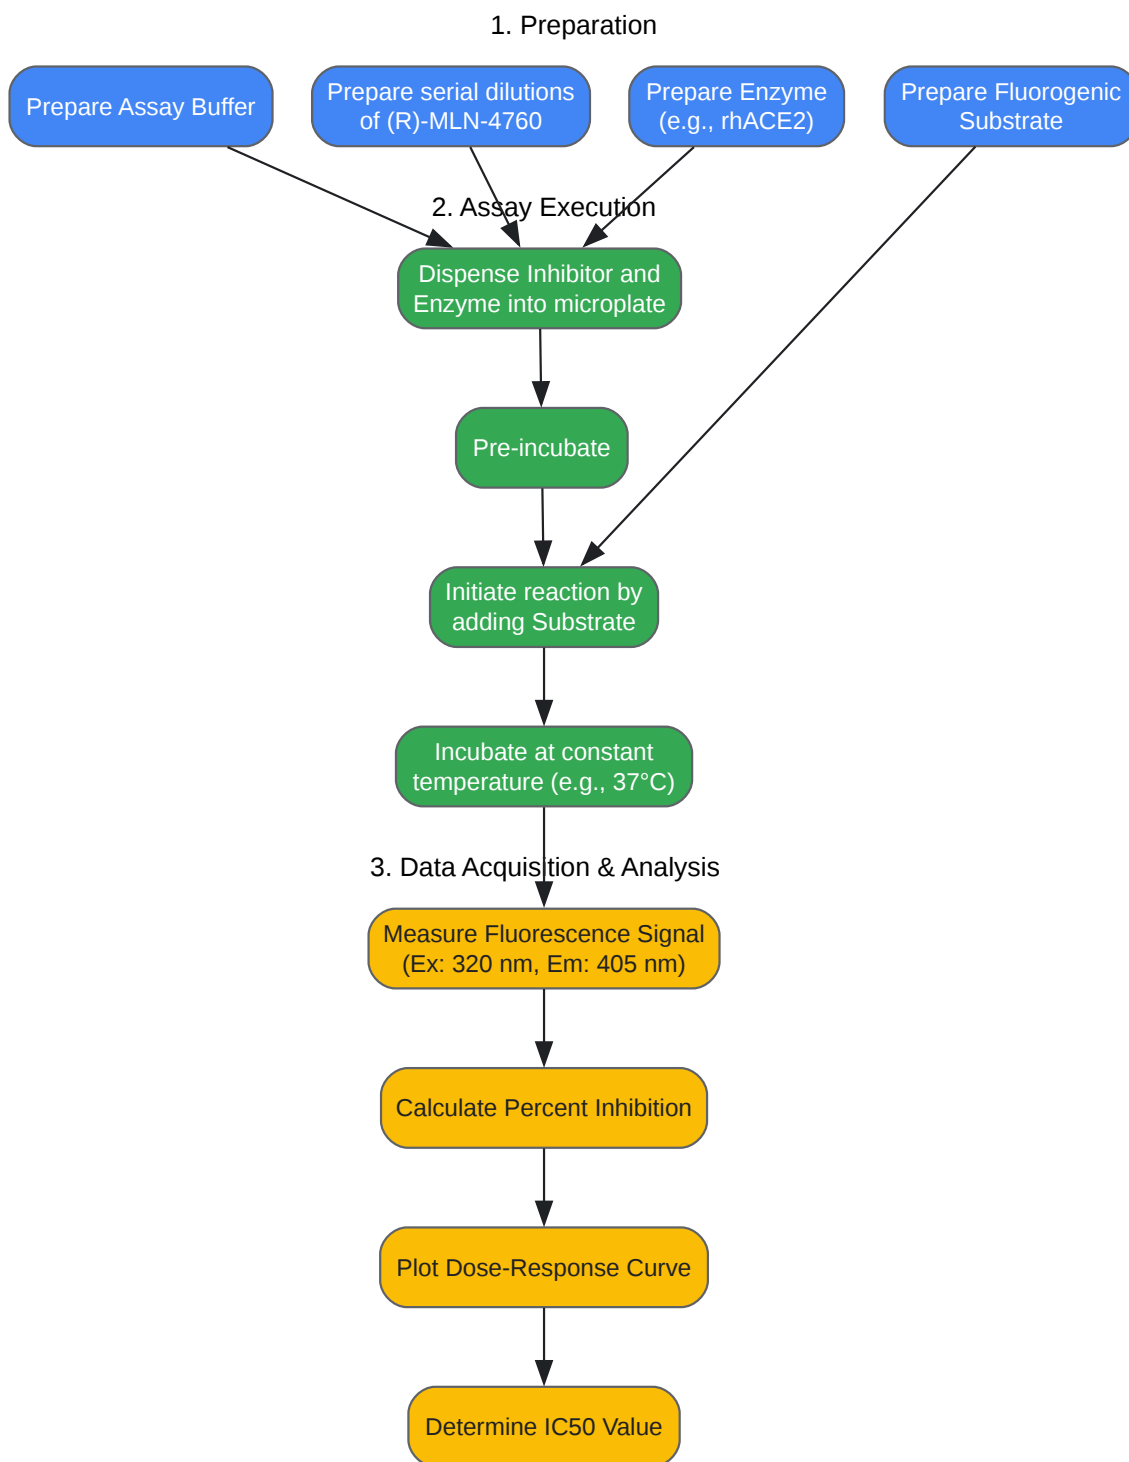 1. Preparation
Prepare Assay Buffer
Prepare serial dilutions
of (R)-MLN-4760
Prepare Enzyme
(e.g., rhACE2)
Prepare Fluorogenic
Substrate
2. Assay Execution
Dispense Inhibitor and
Enzyme into microplate
Pre-incubate
Initiate reaction by
adding Substrate
Incubate at constant
temperature (e.g., 37°C)
3. Data Acquisition & Analysis
Measure Fluorescence Signal
(Ex: 320 nm, Em: 405 nm)
Calculate Percent Inhibition
Plot Dose-Response Curve
Determine IC50 Value